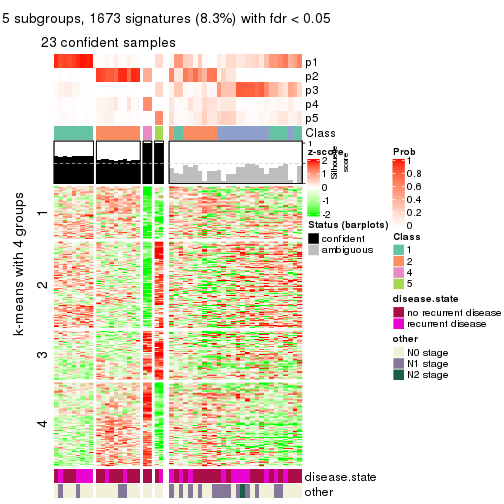 5 subgroups, 1673 signatures (8.3%) with fdr < 0.05
23 confident samples
p1
p2
p3
p4
p5
Class
1
Silhouette
score
k-means with 4 groups
1
2
3
4
disease.state
other
z-score
2
1
0
-1
-2
Status (barplots)
confident
ambiguous
Prob
1
0.8
0.6
0.4
0.2
0
Class
1
2
4
5
disease.state
no recurrent disease
recurrent disease
other
N0 stage
N1 stage
N2 stage